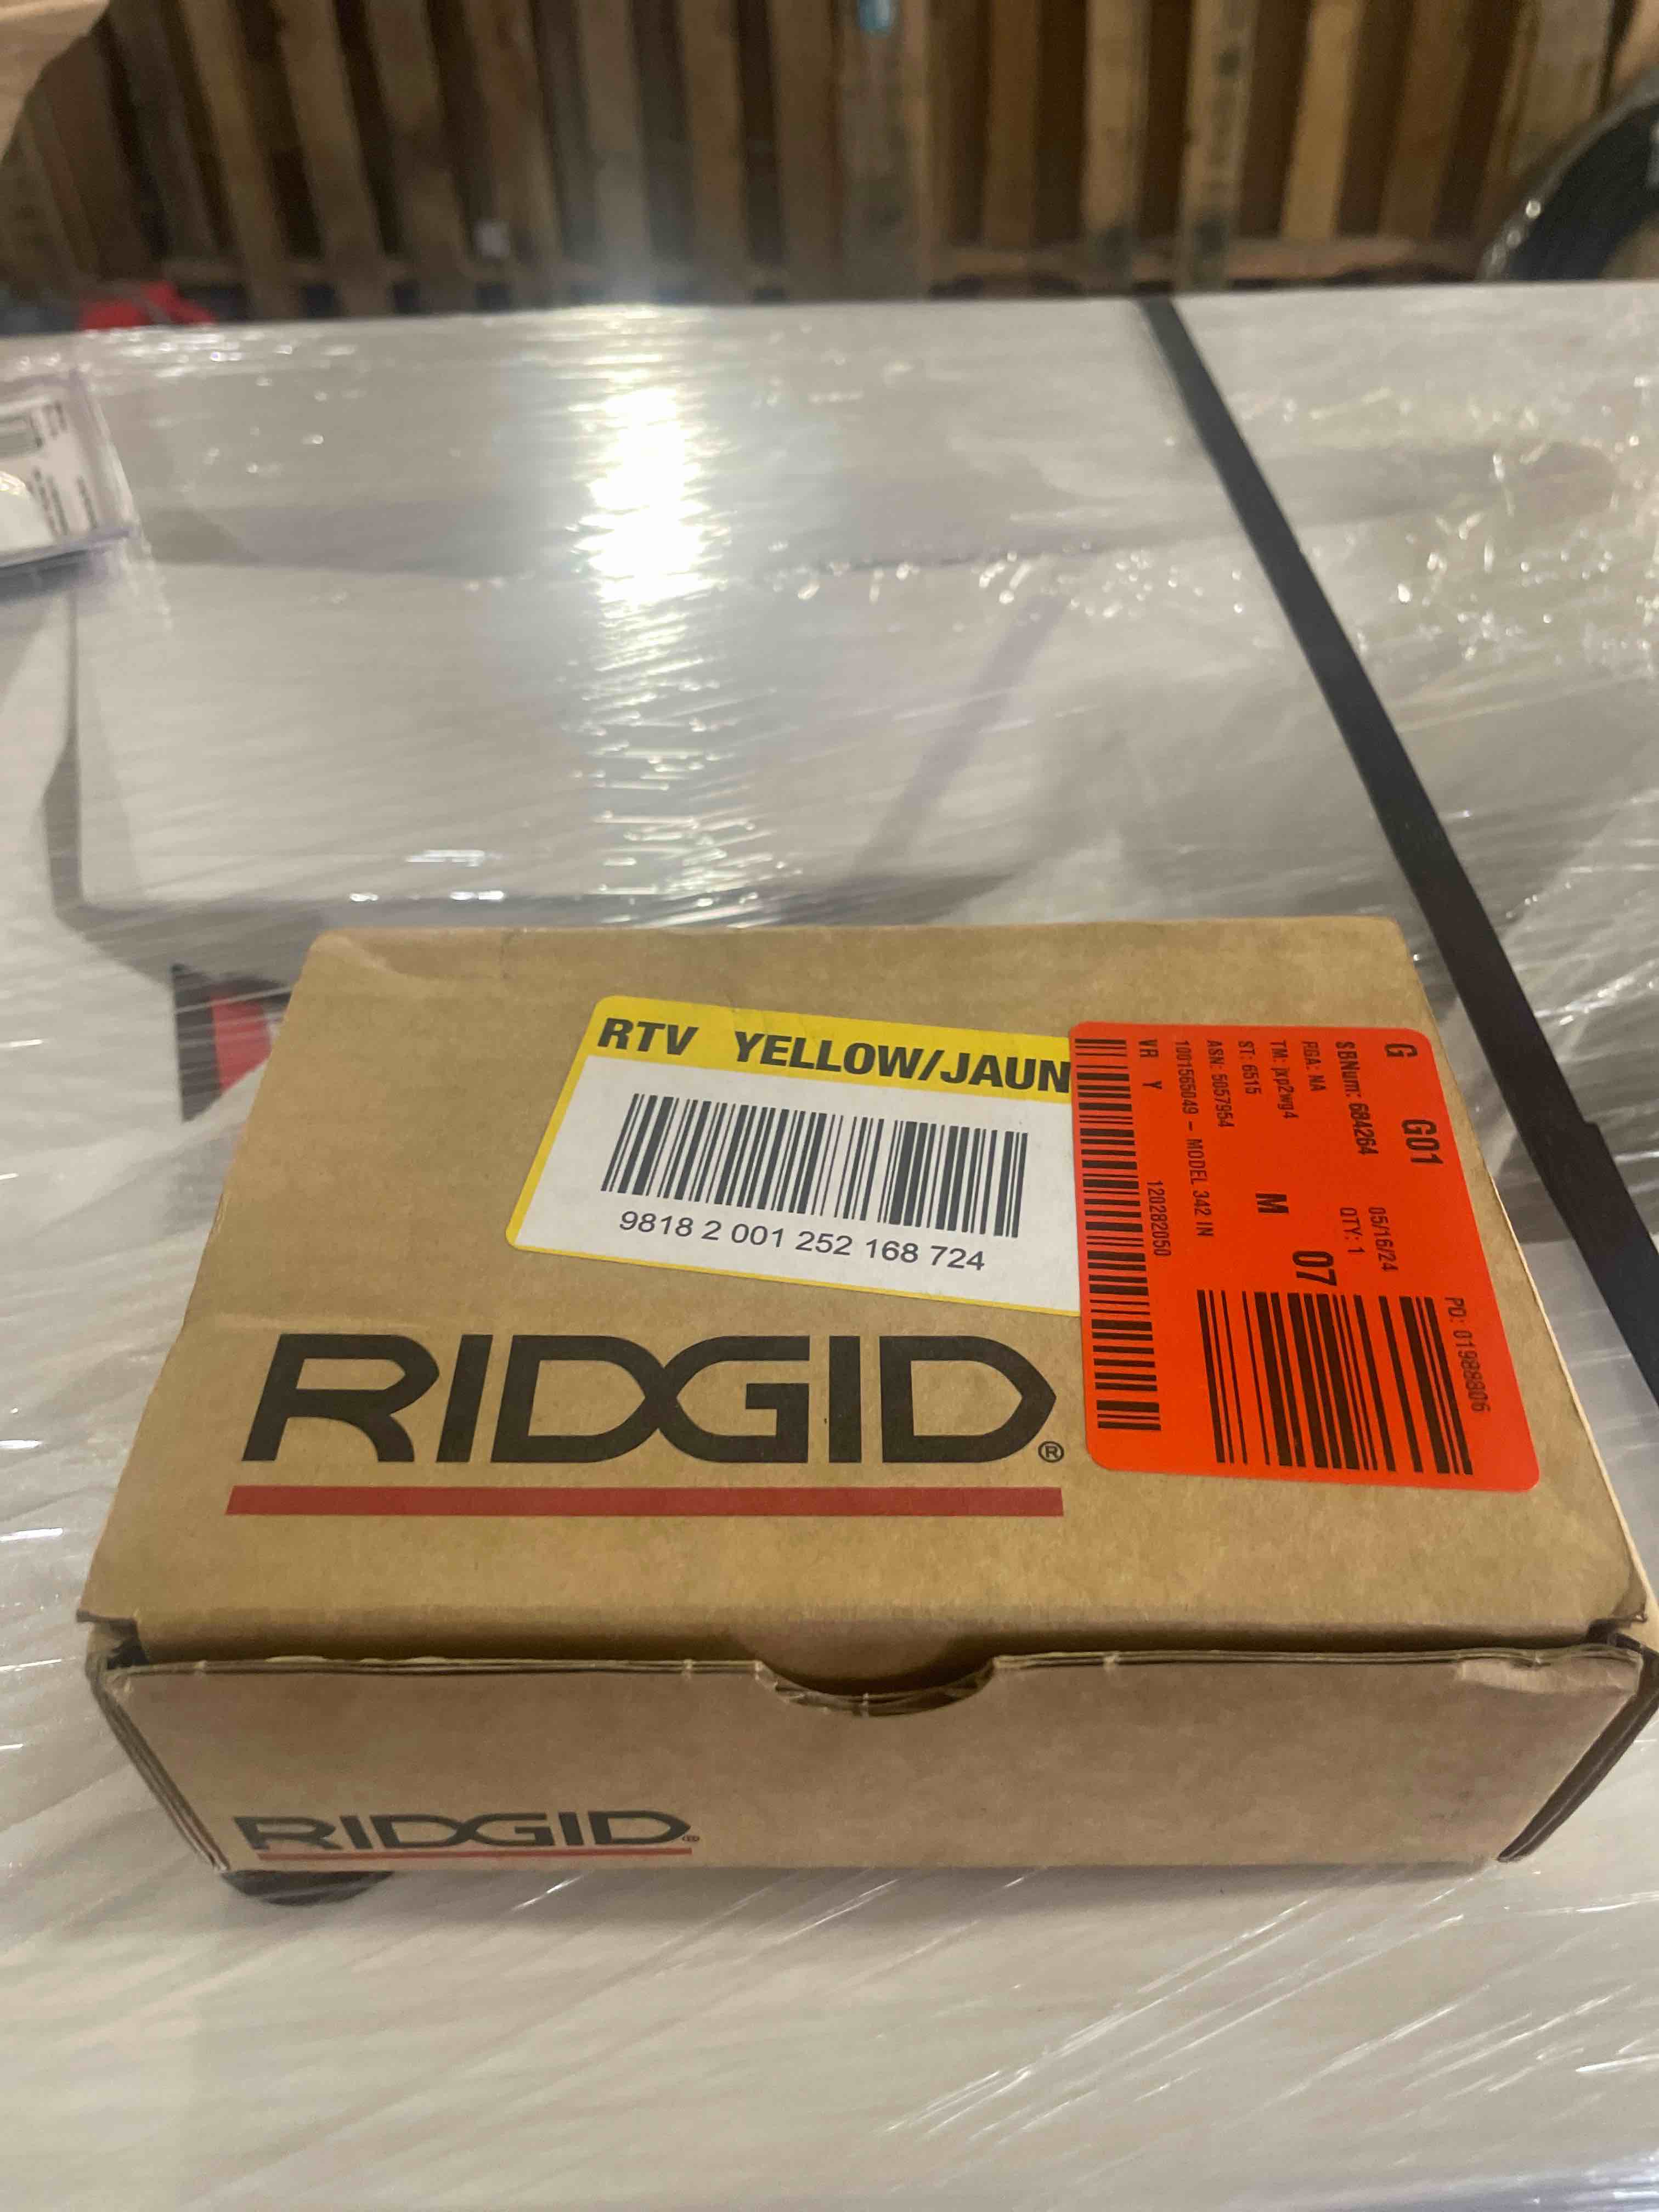 RTV YELLOW/JAUN
9818 2 001 252 168 724
G G01
05/16/24
PO: 01988806
SBNum: 684264 QTY: 1
RGA: NA
07
TM: jxp2wg4 M
ST: 6515
ASN: 5057954
1001565049 - MODEL 342 IN
VR Y 120282050
RIDGID®
RIDGID®